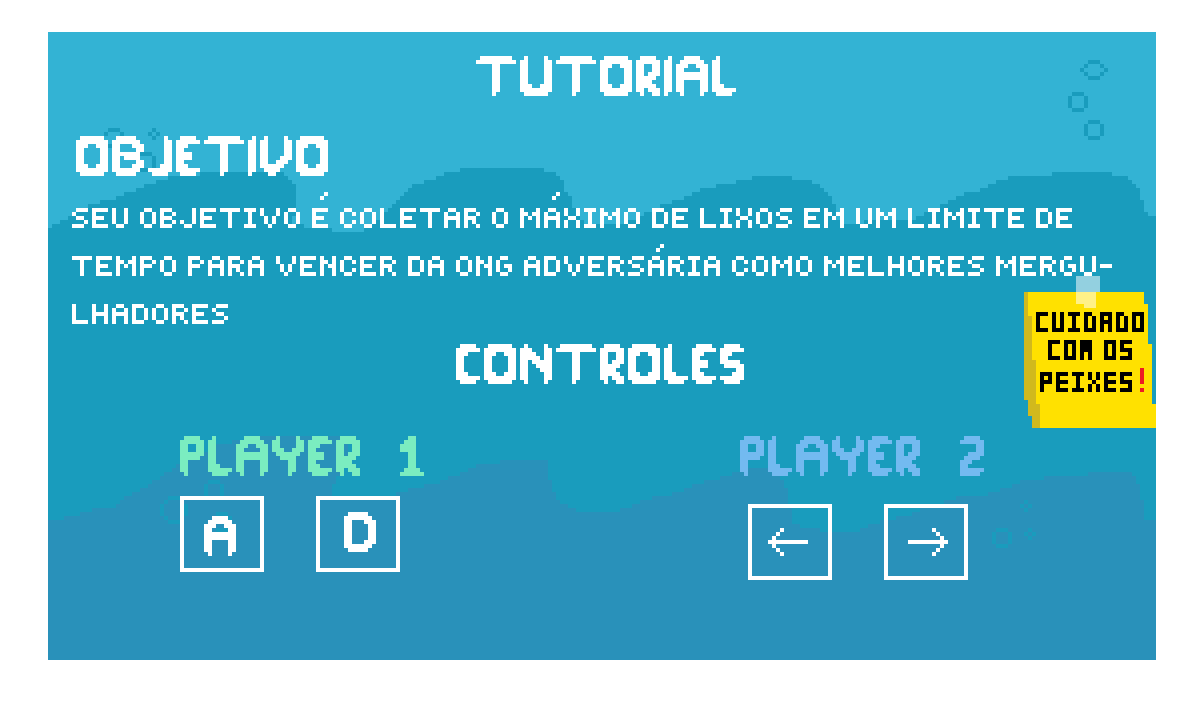 TUTORIAL
OBJETIVO
SEU OBJETIVO É COLETAR O MÁXIMO DE LIXOS EM UM LIMITE DE
TEMPO PARA VENCER DA ONG ADVERSÁRIA COMO MELHORES MERGU-
LHADORES
CUIDADO
COM OS
PEIXES!
CONTROLES
PLAYER 1
A D
PLAYER 2
← →